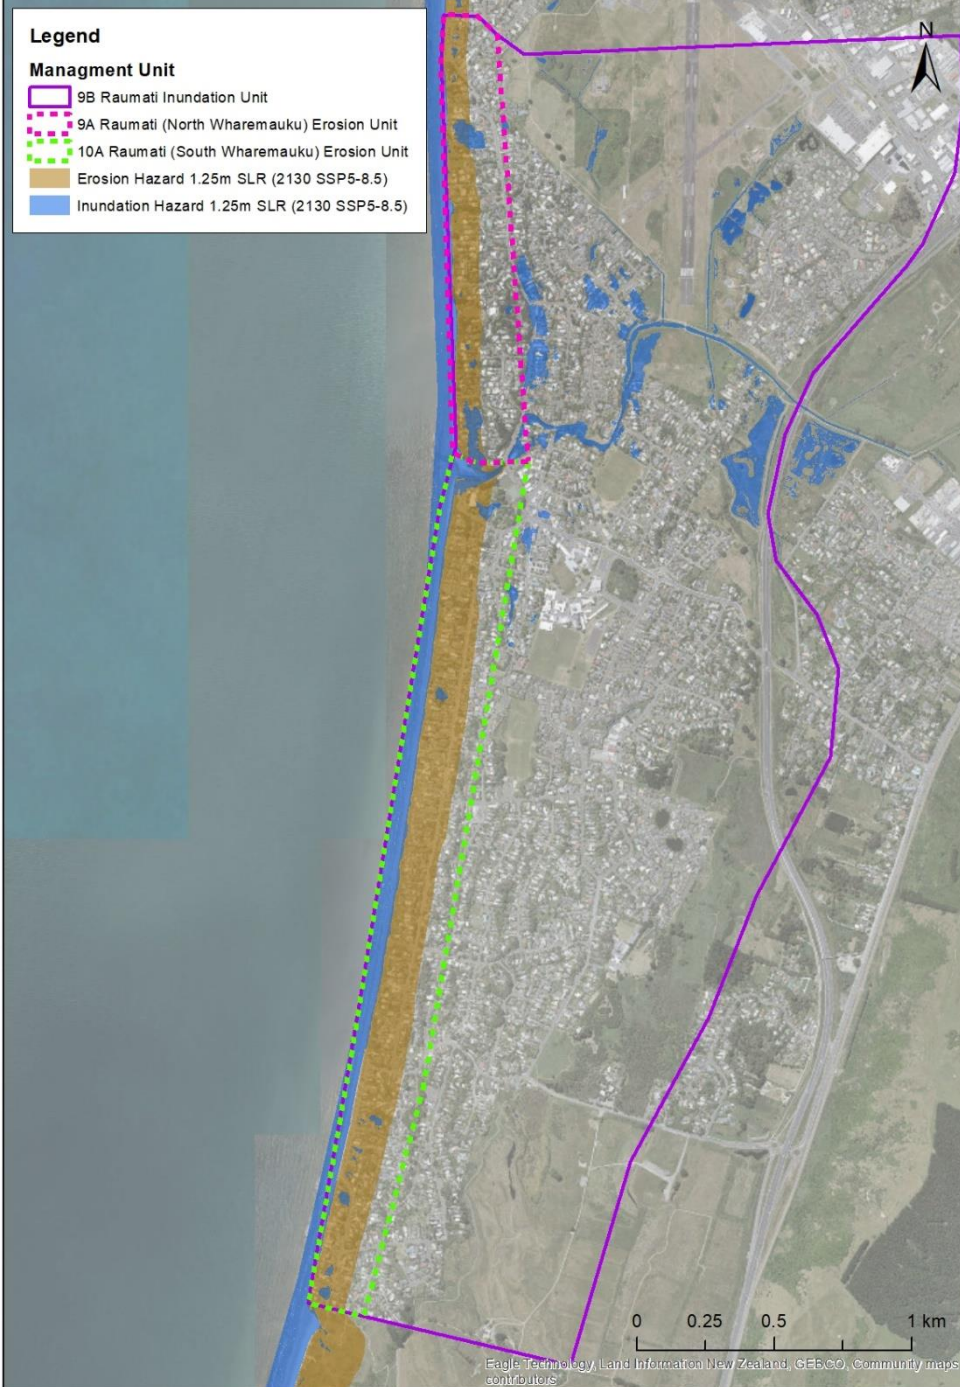 Legend
Managment Unit
9B Raumati Inundation Unit
9A Raumati (North Wharemauku) Erosion Unit
10A Raumati (South Wharemauku) Erosion Unit
Erosion Hazard 1.25m SLR (2130 SSP5-8.5)
Inundation Hazard 1.25m SLR (2130 SSP5-8.5)
N
0 0.25 0.5 1 km
Eagle Technology, Land Information New Zealand, GEBCO, Community maps
contributors